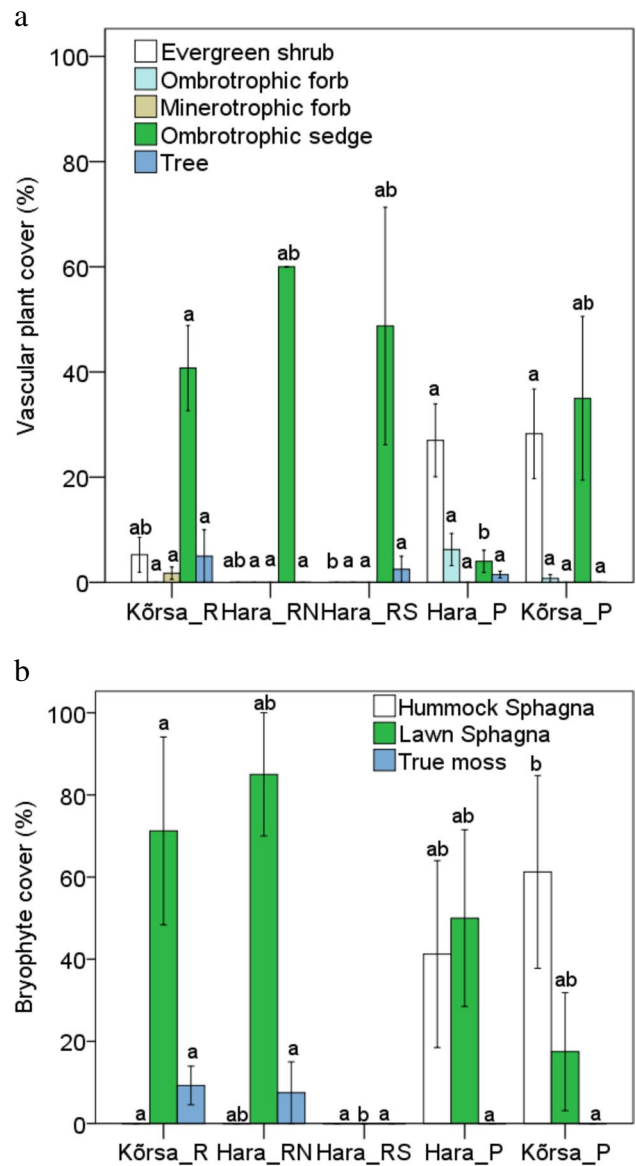 a
Vascular plant cover (%)
100
80
60
40
20
0
Evergreen shrub
Ombrotrophic forb
Minerotrophic forb
Ombrotrophic sedge
Tree
ab a a a a
ab a a ab a
b a a ab a
a a a b a
a a a ab a
Kõrsa_R Hara_RN Hara_RS Hara_P Kõrsa_P
b
Bryophyte cover (%)
100
80
60
40
20
0
Hummock Sphagna
Lawn Sphagna
True moss
a a a
ab ab a
a b a
ab ab a
b ab a
Kõrsa_R Hara_RN Hara_RS Hara_P Kõrsa_P